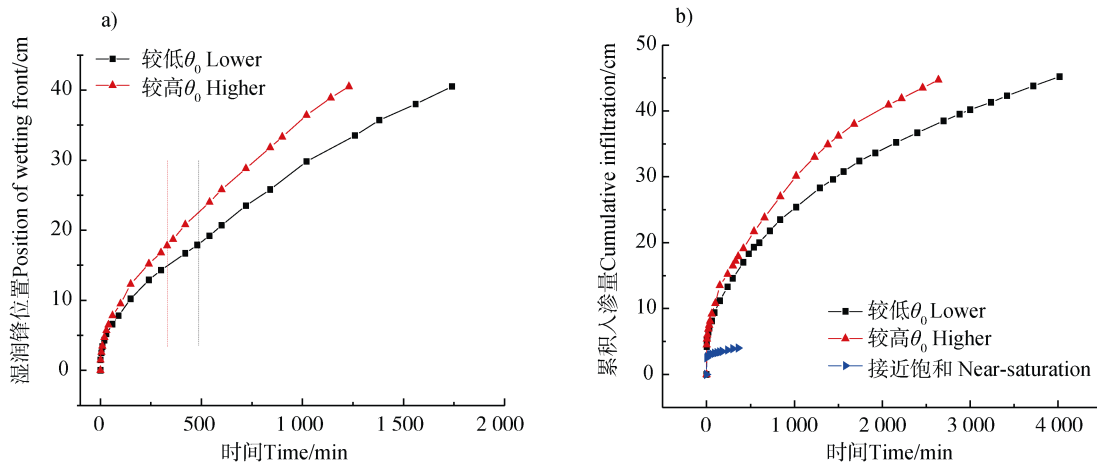 a)
湿润锋位置Position of wetting front/cm
40
30
20
10
0
较低θ0 Lower
较高θ0 Higher
0 500 1 000 1 500 2 000
时间Time/min
b)
累积入渗量Cumulative infiltration/cm
50
40
30
20
10
0
较低θ0 Lower
较高θ0 Higher
接近饱和 Near-saturation
0 1 000 2 000 3 000 4 000
时间Time/min